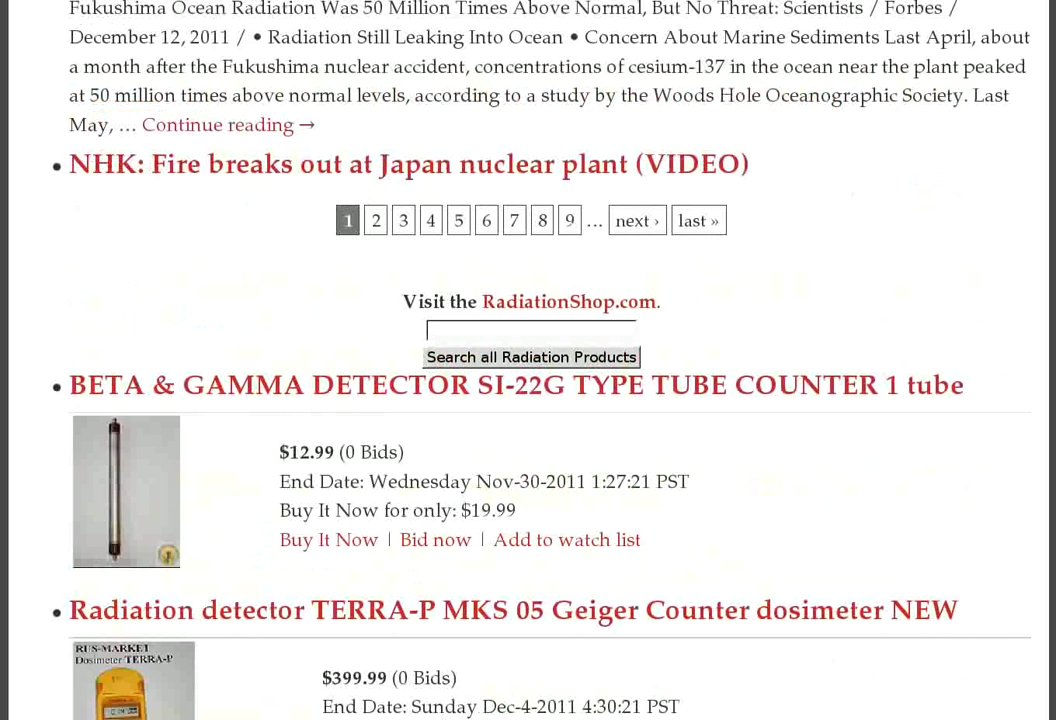 Fukushima Ocean Radiation Was 50 Million Times Above Normal, But No Threat: Scientists / Forbes /
December 12, 2011 / • Radiation Still Leaking Into Ocean • Concern About Marine Sediments Last April, about
a month after the Fukushima nuclear accident, concentrations of cesium-137 in the ocean near the plant peaked
at 50 million times above normal levels, according to a study by the Woods Hole Oceanographic Society. Last
May, … Continue reading →
• NHK: Fire breaks out at Japan nuclear plant (VIDEO)
1 2 3 4 5 6 7 8 9 … next › last »
Visit the RadiationShop.com.
Search all Radiation Products
• BETA & GAMMA DETECTOR SI-22G TYPE TUBE COUNTER 1 tube
$12.99 (0 Bids)
End Date: Wednesday Nov-30-2011 1:27:21 PST
Buy It Now for only: $19.99
Buy It Now | Bid now | Add to watch list
• Radiation detector TERRA-P MKS 05 Geiger Counter dosimeter NEW
RUS-MARKET
Dosimeter TERRA-P
$399.99 (0 Bids)
End Date: Sunday Dec-4-2011 4:30:21 PST